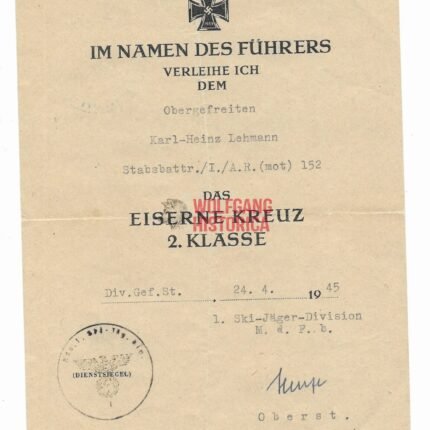 IM NAMEN DES FÜHRERS
VERLEIHE ICH
DEM
Obergefreiten
Karl-Heinz Lehmann
Stabsbattr./I./A.R.(mot) 152
DAS
WOLFGANG
HISTORICA
EISERNE KREUZ
2. KLASSE
Div.Gef.St. , 24. 4. 1945
1. Ski-Jäger-Division
M. d. F. b.
(DIENSTSIEGEL)
Oberst.